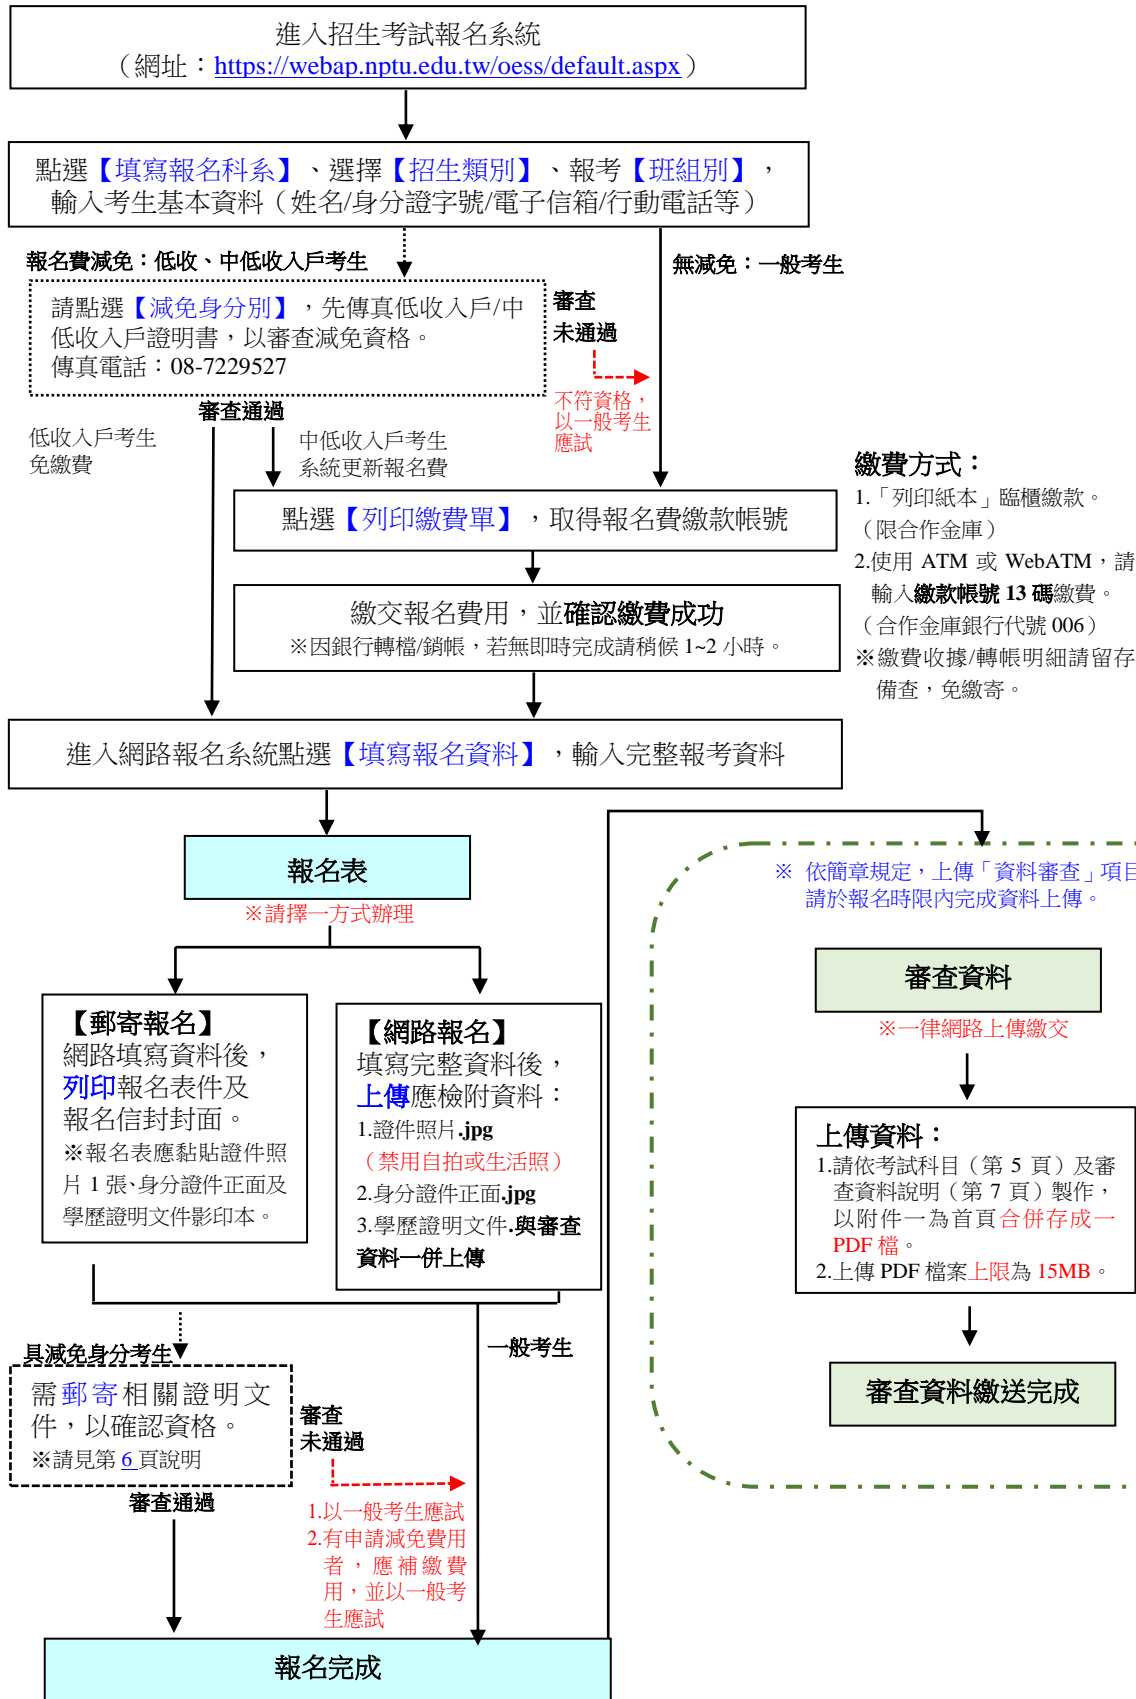 進入招生考試報名系統
（網址：https://webap.nptu.edu.tw/oess/default.aspx）
點選【填寫報名科系】、選擇【招生類別】、報考【班組別】，
輸入考生基本資料（姓名/身分證字號/電子信箱/行動電話等）
報名費減免：低收、中低收入戶考生
無減免：一般考生
請點選【減免身分別】，先傳真低收入戶/中
低收入戶證明書，以審查減免資格。
傳真電話：08-7229527
審查
未通過
不符資格，
以一般考生
應試
審查通過
低收入戶考生
免繳費
中低收入戶考生
系統更新報名費
點選【列印繳費單】，取得報名費繳款帳號
繳交報名費用，並確認繳費成功
※因銀行轉檔/銷帳，若無即時完成請稍候 1~2 小時。
繳費方式：
1.「列印紙本」臨櫃繳款。
（限合作金庫）
2.使用 ATM 或 WebATM，請
輸入繳款帳號 13 碼繳費。
（合作金庫銀行代號 006）
※繳費收據/轉帳明細請留存
備查，免繳寄。
進入網路報名系統點選【填寫報名資料】，輸入完整報考資料
報名表
※請擇一方式辦理
【郵寄報名】
網路填寫資料後，
列印報名表件及
報名信封封面。
※報名表應黏貼證件照
片 1 張、身分證件正面及
學歷證明文件影印本。
【網路報名】
填寫完整資料後，
上傳應檢附資料：
1.證件照片.jpg
（禁用自拍或生活照）
2.身分證件正面.jpg
3.學歷證明文件.與審查
資料一併上傳
※ 依簡章規定，上傳「資料審查」項目
請於報名時限內完成資料上傳。
審查資料
※一律網路上傳繳交
上傳資料：
1.請依考試科目（第 5 頁）及審
查資料說明（第 7 頁）製作，
以附件一為首頁合併存成一
PDF 檔。
2.上傳 PDF 檔案上限為 15MB。
審查資料繳送完成
具減免身分考生
一般考生
需郵寄相關證明文
件，以確認資格。
※請見第 6 頁說明
審查
未通過
審查通過
1.以一般考生應試
2.有申請減免費用
者，應補繳費
用，並以一般考
生應試
報名完成